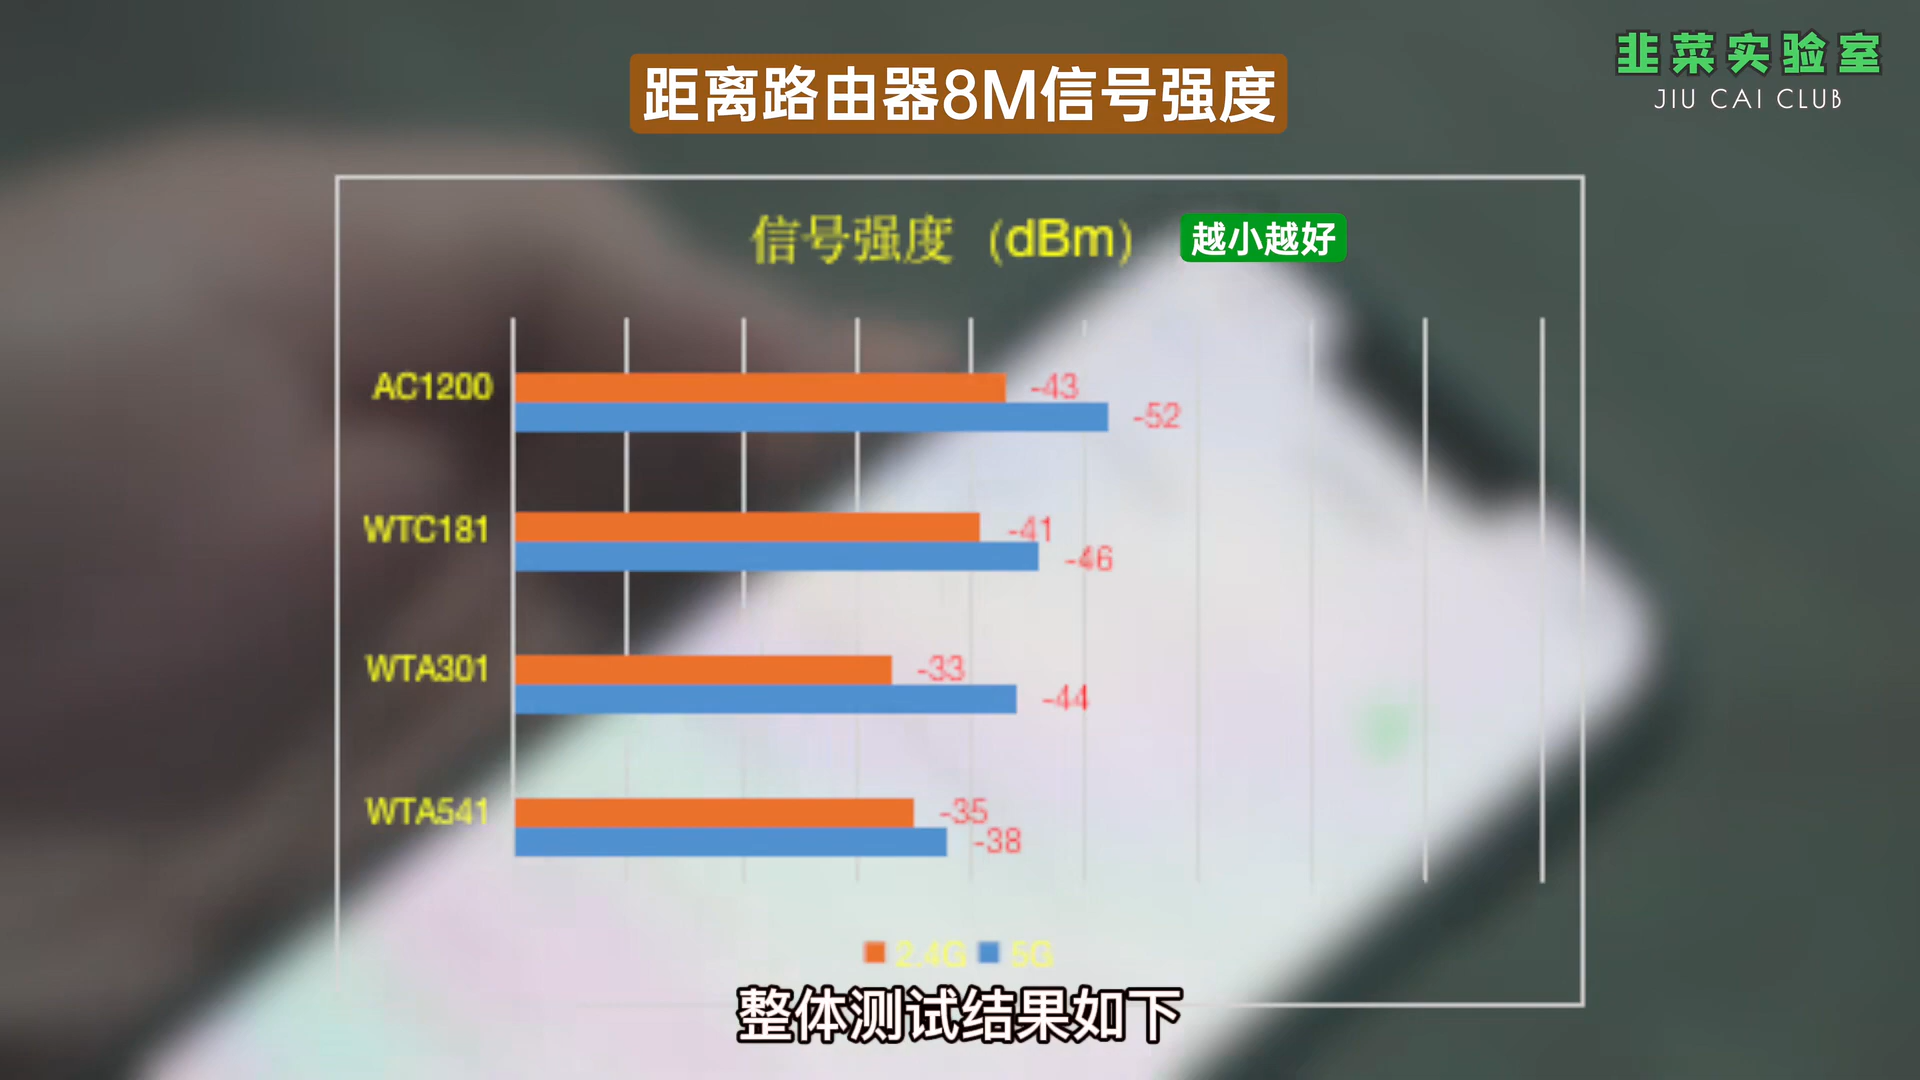 韭菜实验室
JIU CAI CLUB
距离路由器8M信号强度
信号强度（dBm） 越小越好
AC1200
-43
-52
WTC181
-41
-46
WTA301
-33
-44
WTA541
-35
-38
2.4G 5G
整体测试结果如下